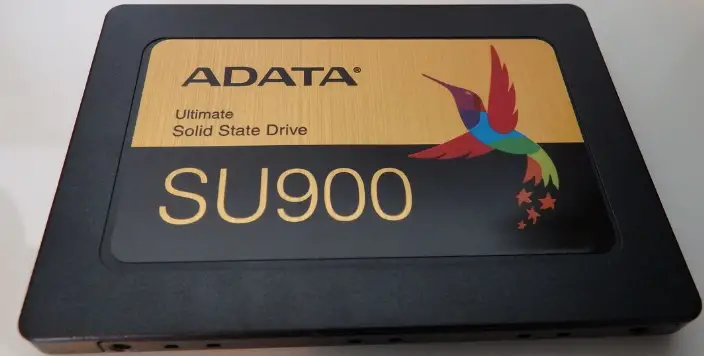 ADATA®
Ultimate
Solid State Drive
SU900